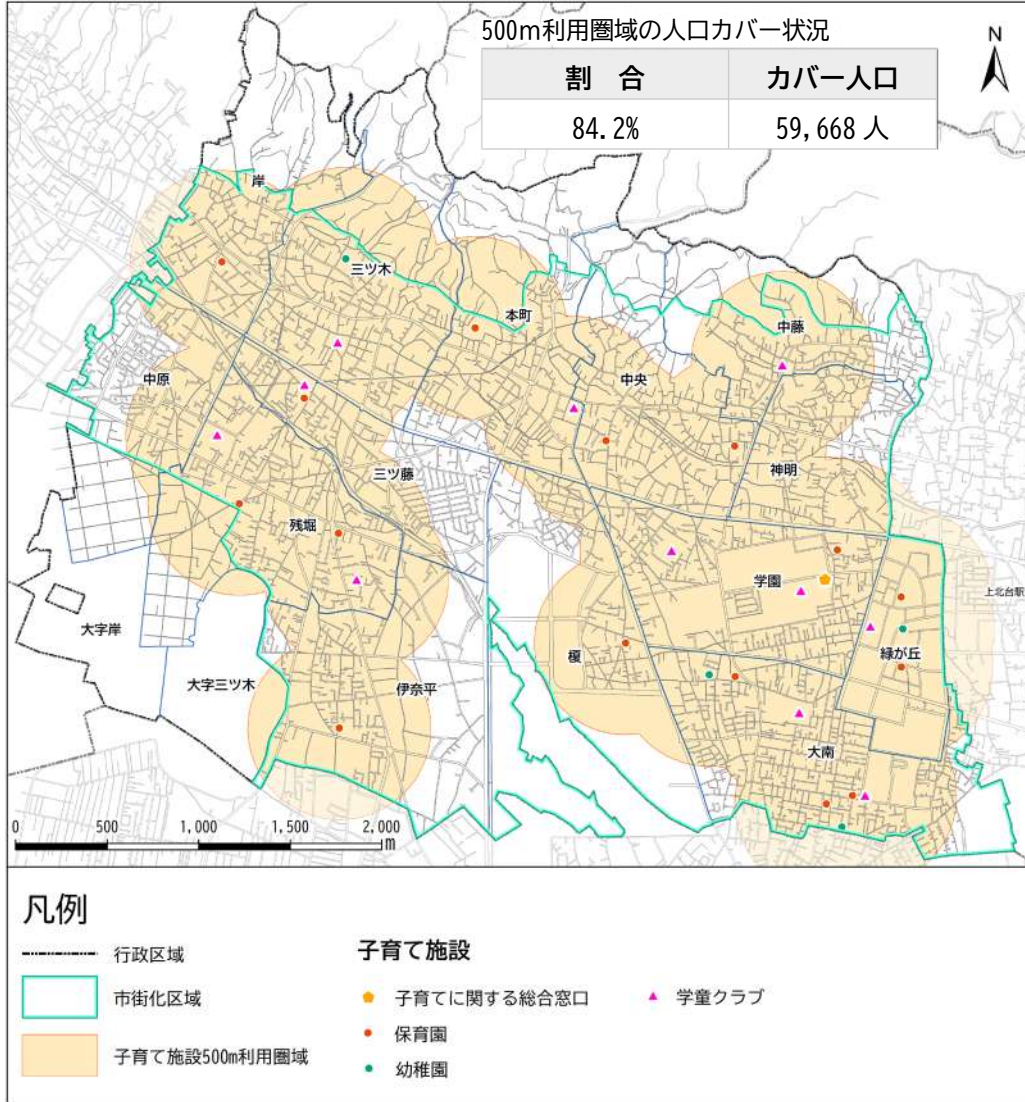 500m利用圏域の人口カバー状況
割 合 カバー人口
84.2% 59,668 人
N
岸
三ツ木
本町
中藤
中原
中央
三ツ藤
神明
残堀
学園
上北台駅
大字岸
榎
緑が丘
大字三ツ木
伊奈平
大南
0 500 1,000 1,500 2,000
m
凡例
行政区域
市街化区域
子育て施設500m利用圏域
子育て施設
子育てに関する総合窓口
学童クラブ
保育園
幼稚園